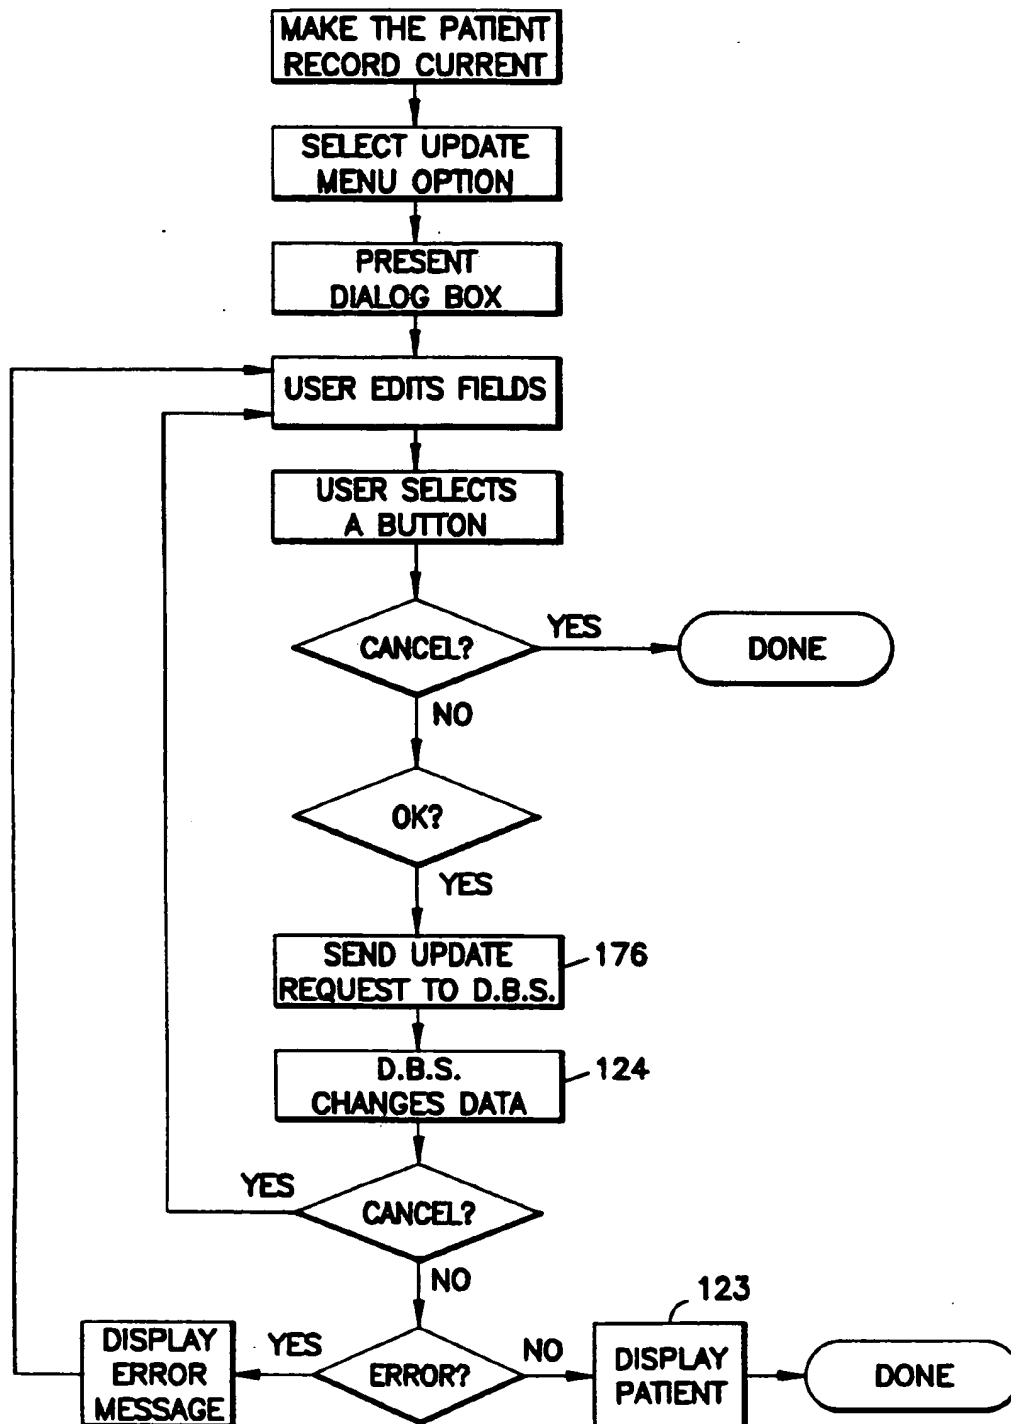 MAKE THE PATIENT
RECORD CURRENT
SELECT UPDATE
MENU OPTION
PRESENT
DIALOG BOX
USER EDITS FIELDS
USER SELECTS
A BUTTON
CANCEL?
YES
DONE
NO
OK?
YES
SEND UPDATE
REQUEST TO D.B.S.
176
D.B.S.
CHANGES DATA
124
YES
CANCEL?
NO
123
DISPLAY
ERROR
MESSAGE
YES
ERROR?
NO
DISPLAY
PATIENT
DONE